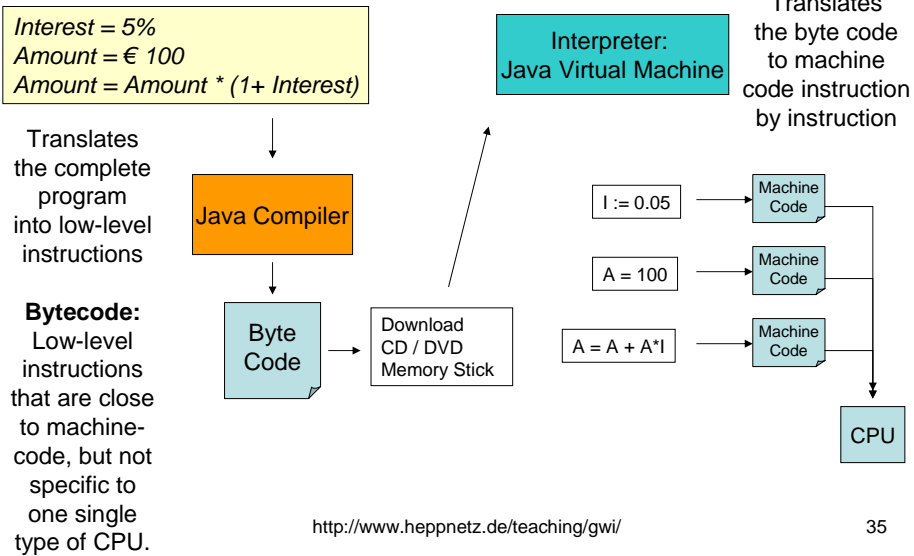 Interest = 5%
Amount = € 100
Amount = Amount * (1+ Interest)
Translates
the complete
program
into low-level
instructions
Java Compiler
Bytecode:
Low-level
instructions
that are close
to machine-
code, but not
specific to
one single
type of CPU.
Byte
Code
Download
CD / DVD
Memory Stick
Interpreter:
Java Virtual Machine
Translates
the byte code
to machine
code instruction
by instruction
I := 0.05
Machine
Code
A = 100
Machine
Code
A = A + A*I
Machine
Code
CPU
http://www.heppnetz.de/teaching/gwi/
35